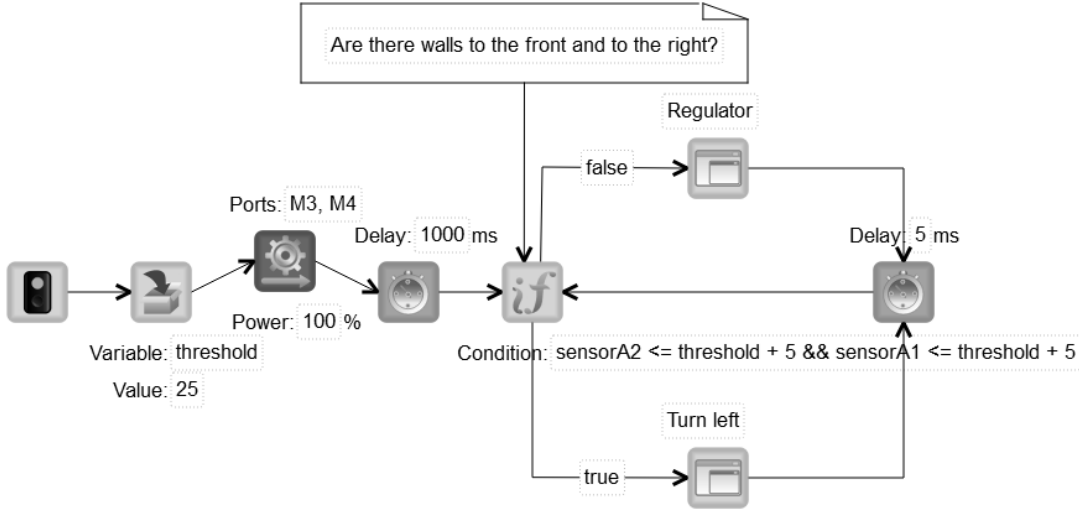 Are there walls to the front and to the right?
Regulator
false
Ports: M3, M4
Delay: 1000 ms
Delay: 5 ms
if
Power: 100 %
Variable: threshold
Value: 25
Condition: sensorA2 <= threshold + 5 && sensorA1 <= threshold + 5
Turn left
true